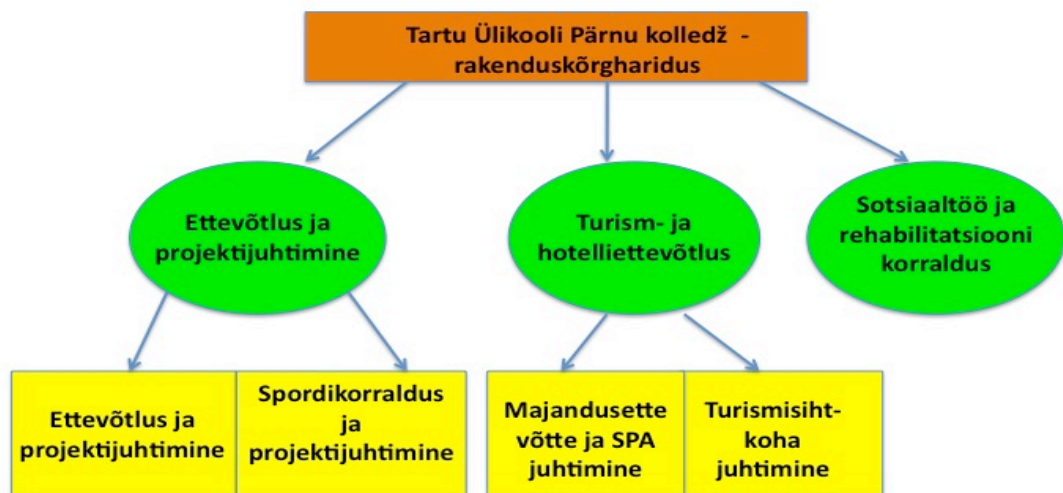 Tartu Ülikooli Pärnu kolledž -
rakenduskõrgharidus
Ettevõtlus ja
projektijuhtimine
Turism- ja
hotelliettevõtlus
Sotsiaaltöö ja
rehabilitatsiooni
korraldus
Ettevõtlus ja
projektijuhtimine
Spordikorraldus
ja
projektijuhtimine
Majandusette
võtte ja SPA
juhtimine
Turismisiht-
koha
juhtimine